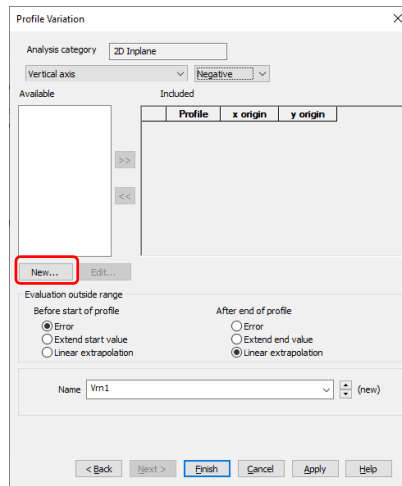 Profile Variation
Analysis category 2D Inplane
Vertical axis Negative
Available Included
Profile x origin y origin
>>
<<
New... Edit...
Evaluation outside range
Before start of profile After end of profile
Error Error
Extend start value Extend end value
Linear extrapolation Linear extrapolation
Name Vrn1 (new)
< Back Next > Finish Cancel Apply Help